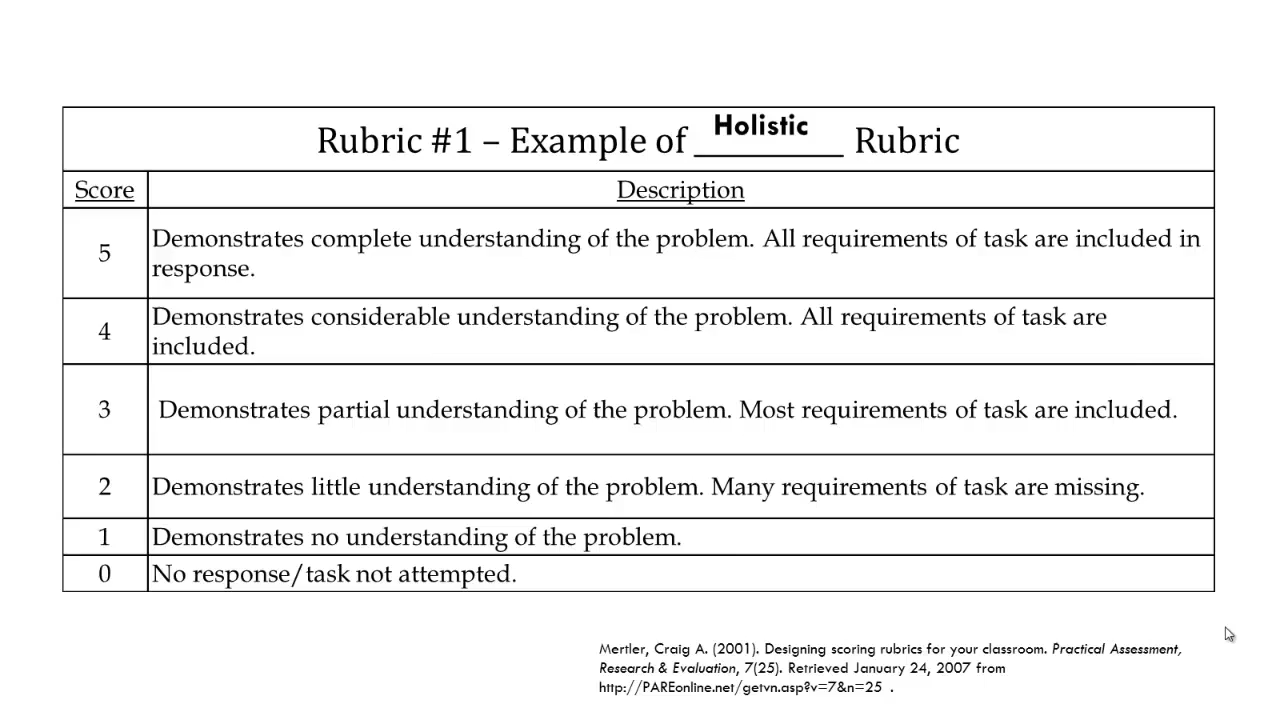 Rubric #1 – Example of Holistic Rubric
Score Description
5 Demonstrates complete understanding of the problem. All requirements of task are included in
response.
4 Demonstrates considerable understanding of the problem. All requirements of task are
included.
3 Demonstrates partial understanding of the problem. Most requirements of task are included.
2 Demonstrates little understanding of the problem. Many requirements of task are missing.
1 Demonstrates no understanding of the problem.
0 No response/task not attempted.
Mertler, Craig A. (2001). Designing scoring rubrics for your classroom. Practical Assessment,
Research & Evaluation, 7(25). Retrieved January 24, 2007 from
http://PAREonline.net/getvn.asp?v=7&n=25 .